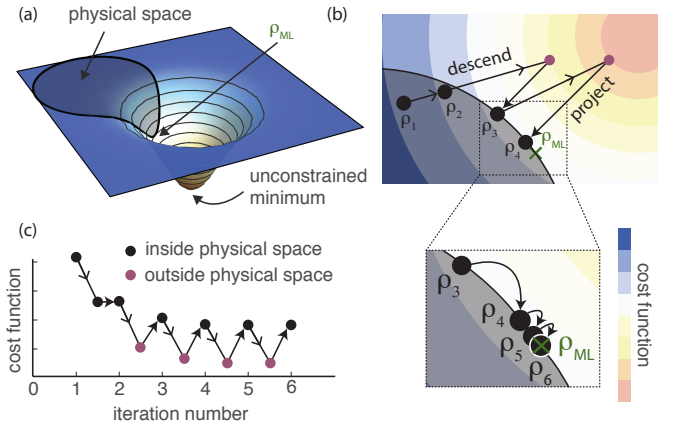 (a)
physical space
ρML
unconstrained
minimum
(b)
descend
project
ρ1
ρ2
ρ3
ρ4
ρML
ρ3
ρ4
ρ5
ρ6
ρML
cost function
(c)
inside physical space
outside physical space
cost function
0 1 2 3 4 5 6
iteration number